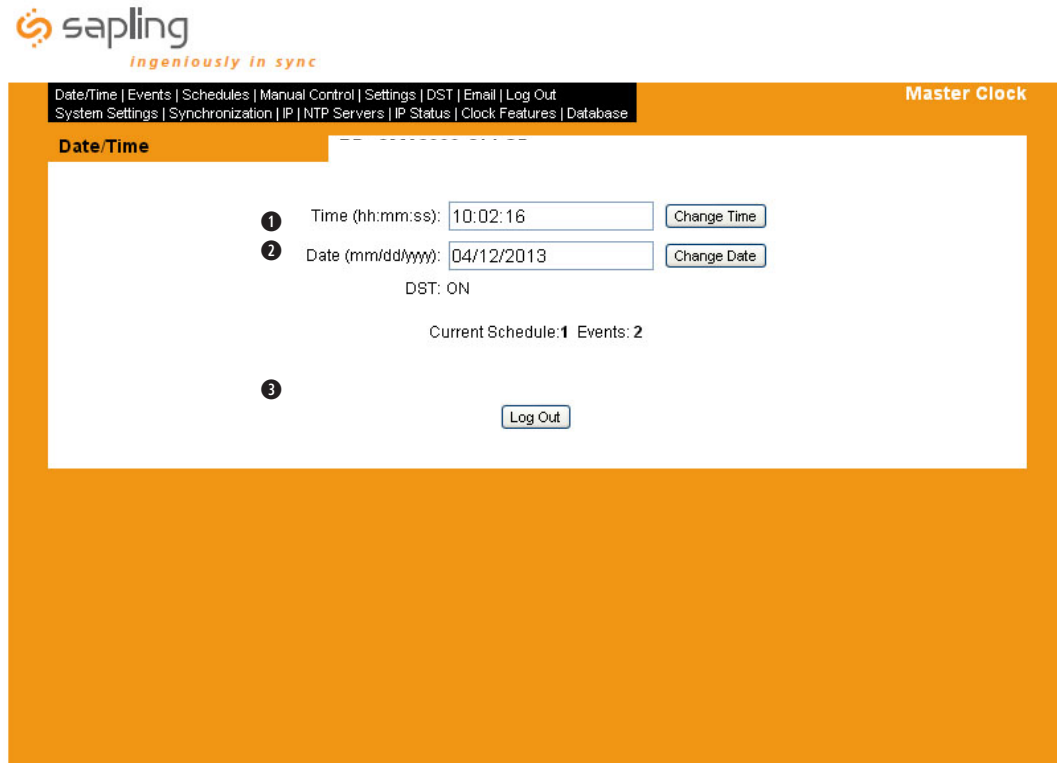 sapling
ingeniously in sync
Date/Time | Events | Schedules | Manual Control | Settings | DST | Email | Log Out
System Settings | Synchronization | IP | NTP Servers | IP Status | Clock Features | Database
Master Clock
Date/Time
❶ Time (hh:mm:ss): 10:02:16 Change Time
❷ Date (mm/dd/yyyy): 04/12/2013 Change Date
DST: ON
Current Schedule:1 Events: 2
❸
Log Out